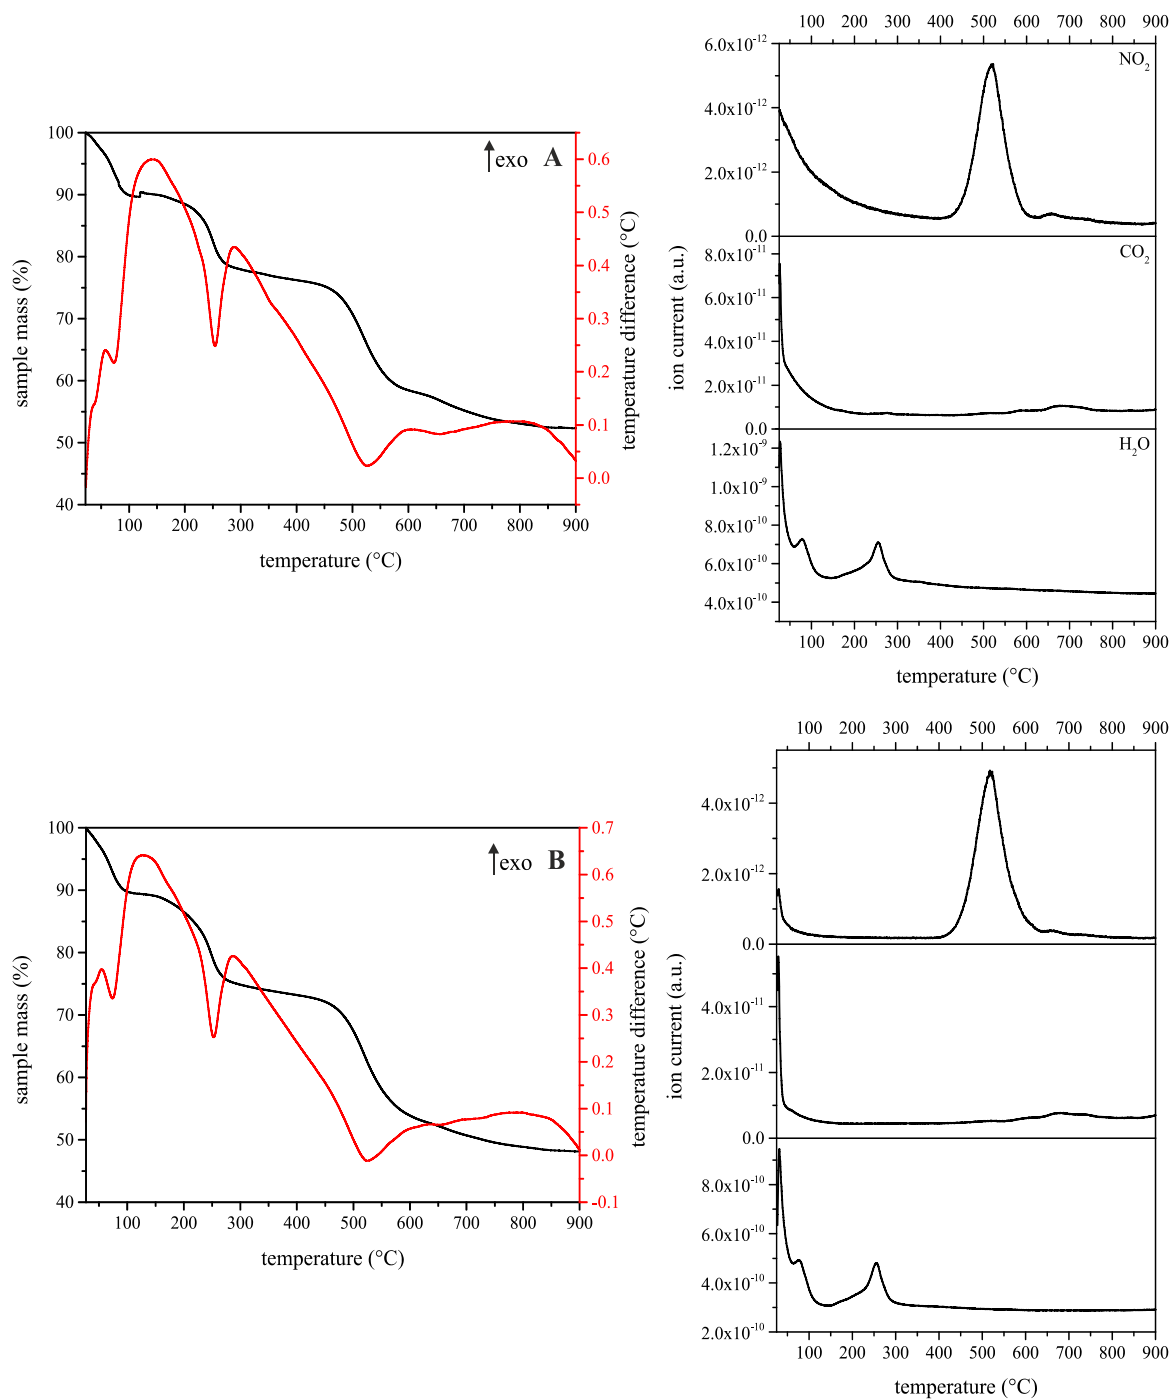 100 200 300 400 500 600 700 800 900
6.0x10-12
NO2
4.0x10-12
2.0x10-12
0.0
8.0x10-11
CO2
6.0x10-11
4.0x10-11
2.0x10-11
0.0
1.2x10-9
H2O
1.0x10-9
8.0x10-10
6.0x10-10
4.0x10-10
ion current (a.u.)
100 200 300 400 500 600 700 800 900
temperature (°C)
100
90
80
70
60
50
40
sample mass (%)
exo A
0.6
0.5
0.4
0.3
0.2
0.1
0.0
temperature difference (°C)
100 200 300 400 500 600 700 800 900
temperature (°C)
100 200 300 400 500 600 700 800 900
4.0x10-12
2.0x10-12
0.0
4.0x10-11
2.0x10-11
0.0
8.0x10-10
6.0x10-10
4.0x10-10
2.0x10-10
ion current (a.u.)
100 200 300 400 500 600 700 800 900
temperature (°C)
100
90
80
70
60
50
40
sample mass (%)
exo B
0.7
0.6
0.5
0.4
0.3
0.2
0.1
0.0
-0.1
temperature difference (°C)
100 200 300 400 500 600 700 800 900
temperature (°C)